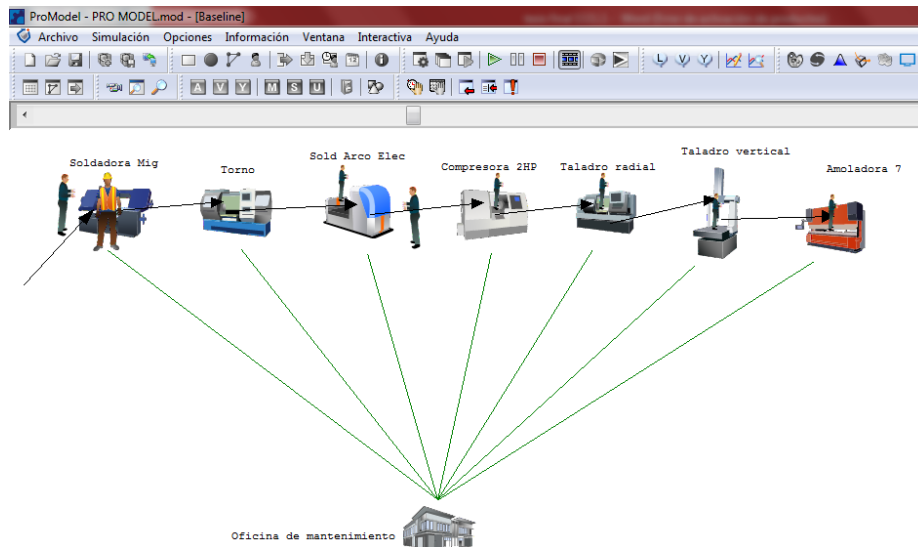 ProModel - PRO MODEL.mod - [Baseline]
Archivo Simulación Opciones Información Ventana Interactiva Ayuda
A V Y M S U
Sold Arco Elec
Taladro vertical
Soldadora Mig
Torno
Compresora 2HP
Taladro radial
Amoladora 7
Oficina de mantenimiento